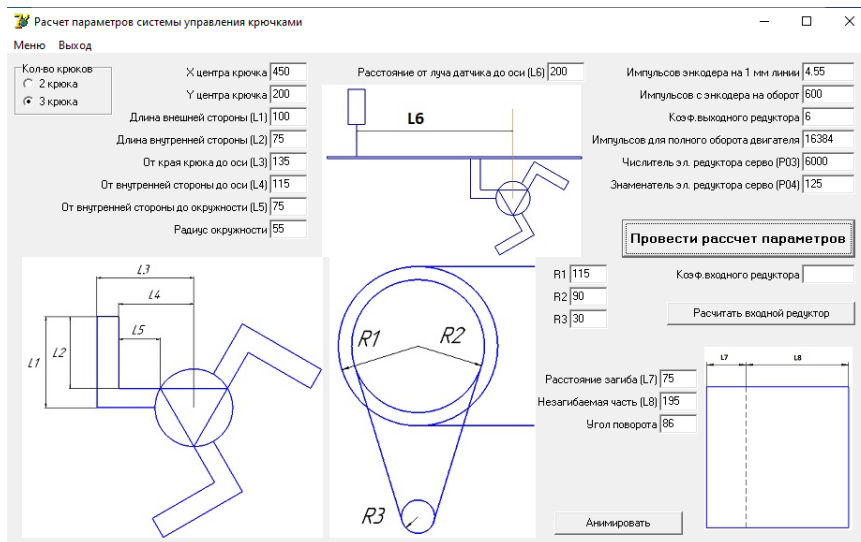 Расчет параметров системы управления крючками
Меню Выход
Кол-во крюков
2 крюка
3 крюка
X центра крючка 450
Y центра крючка 200
Длина внешней стороны (L1) 100
Длина внутренней стороны (L2) 75
От края крюка до оси (L3) 135
От внутренней стороны до оси (L4) 115
От внутренней стороны до окружности (L5) 75
Радиус окружности 55
Расстояние от луча датчика до оси (L6) 200
L6
Импульсов энкодера на 1 мм линии 4.55
Импульсов с энкодера на оборот 600
Коэф.выходного редуктора 6
Импульсов для полного оборота двигателя 16384
Числитель эл. редуктора серво (P03) 6000
Знаменатель эл. редуктора серво (P04) 125
Провести рассчет параметров
Коэф.входного редуктора
Расчитать входной редуктор
L3
L4
L5
L1
L2
R1
R2
R3
R1 115
R2 90
R3 30
Расстояние загиба (L7) 75
Незагибаемая часть (L8) 195
Угол поворота 86
Анимировать
L7
L8